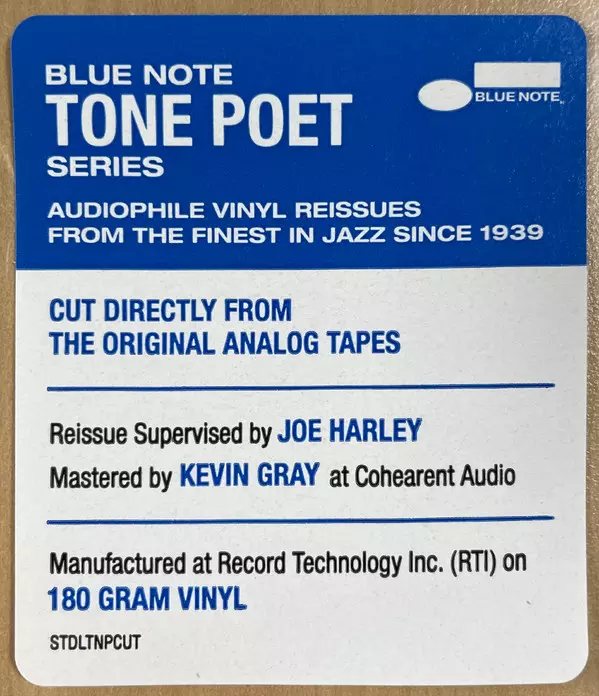 BLUE NOTE
TONE POET
SERIES
BLUE NOTE™
AUDIOPHILE VINYL REISSUES
FROM THE FINEST IN JAZZ SINCE 1939
CUT DIRECTLY FROM
THE ORIGINAL ANALOG TAPES
Reissue Supervised by JOE HARLEY
Mastered by KEVIN GRAY at Cohearent Audio
Manufactured at Record Technology Inc. (RTI) on
180 GRAM VINYL
STDLTNPCUT